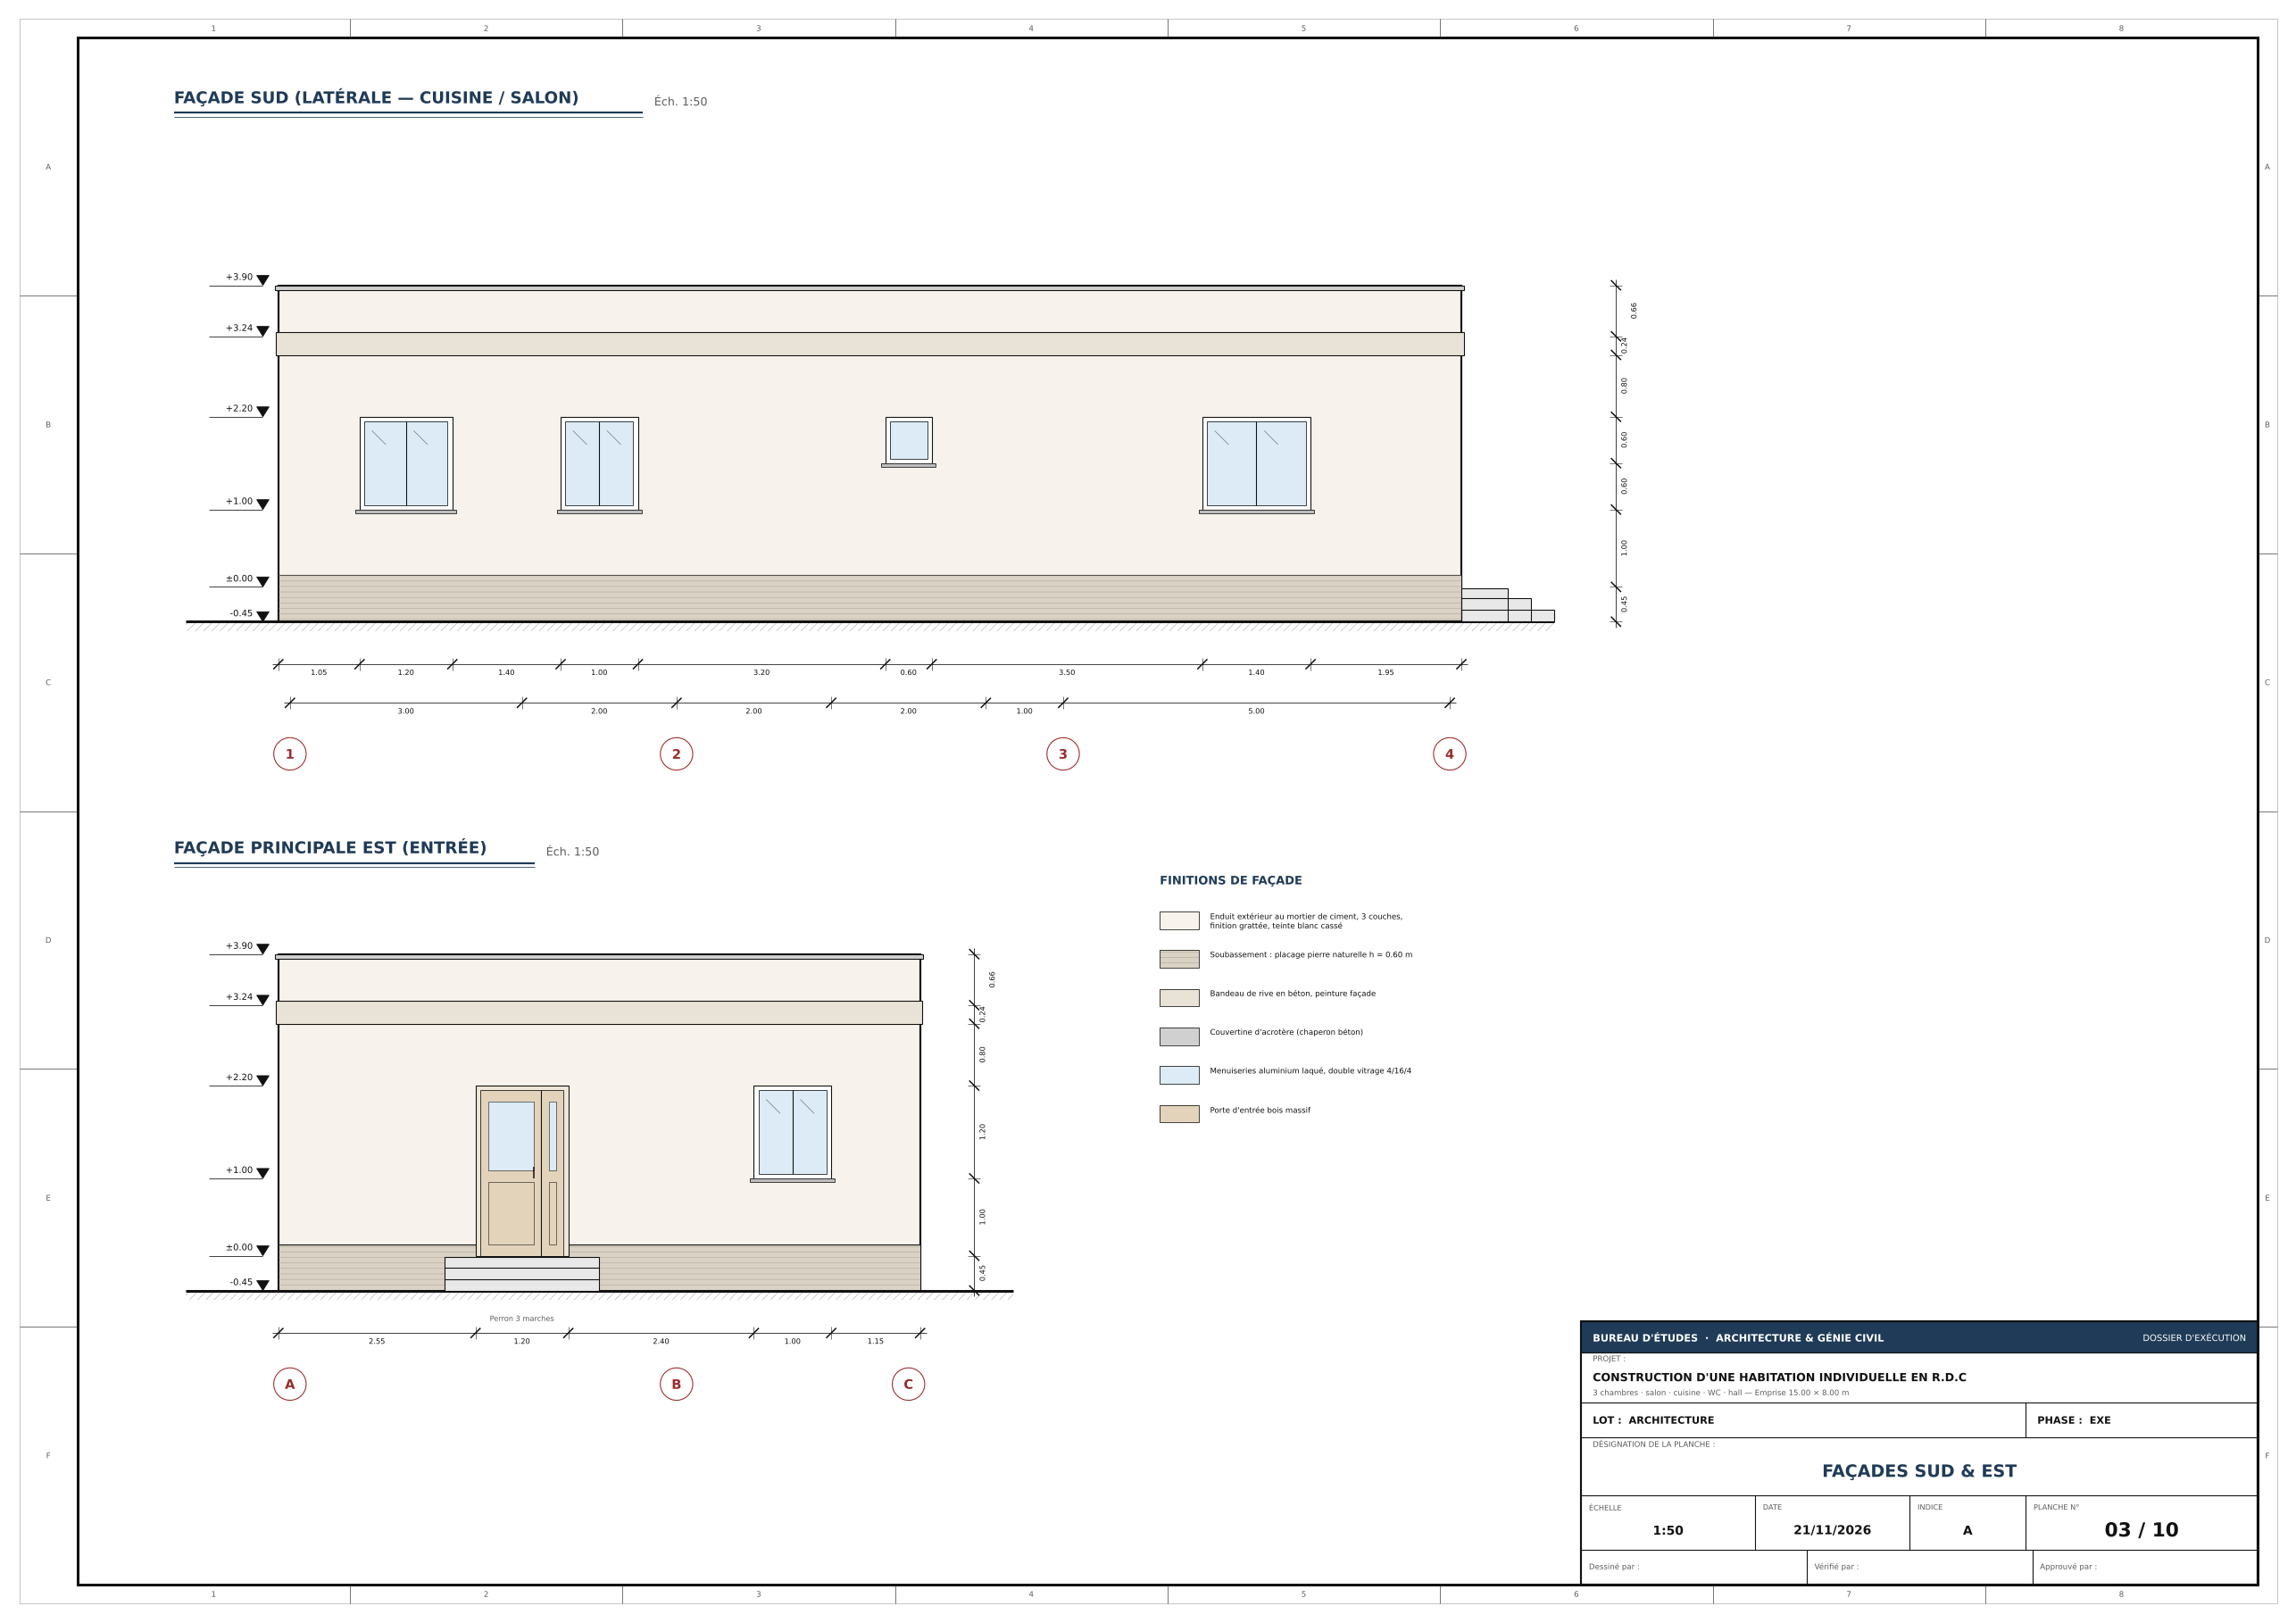 1 2 3 4 5 6 7 8
A A
B B
C C
D D
E E
F F
FAÇADE SUD (LATÉRALE — CUISINE / SALON) Éch. 1:50
+3.90
+3.24
+2.20
+1.00
±0.00
-0.45
0.66
0.24
0.80
0.60
0.60
1.00
0.45
1.05 1.20 1.40 1.00 3.20 0.60 3.50 1.40 1.95
3.00 2.00 2.00 2.00 1.00 5.00
1 2 3 4
FAÇADE PRINCIPALE EST (ENTRÉE) Éch. 1:50
+3.90
+3.24
+2.20
+1.00
±0.00
-0.45
0.66
0.24
0.80
1.20
1.00
0.45
Perron 3 marches
2.55 1.20 2.40 1.00 1.15
A B C
FINITIONS DE FAÇADE
Enduit extérieur au mortier de ciment, 3 couches,
finition grattée, teinte blanc cassé
Soubassement : placage pierre naturelle h = 0.60 m
Bandeau de rive en béton, peinture façade
Couvertine d'acrotère (chaperon béton)
Menuiseries aluminium laqué, double vitrage 4/16/4
Porte d'entrée bois massif
BUREAU D'ÉTUDES · ARCHITECTURE & GÉNIE CIVIL DOSSIER D'EXÉCUTION
PROJET :
CONSTRUCTION D'UNE HABITATION INDIVIDUELLE EN R.D.C
3 chambres · salon · cuisine · WC · hall — Emprise 15.00 × 8.00 m
LOT : ARCHITECTURE PHASE : EXE
DÉSIGNATION DE LA PLANCHE :
FAÇADES SUD & EST
ÉCHELLE DATE INDICE PLANCHE N°
1:50 21/11/2026 A 03 / 10
Dessiné par : Vérifié par : Approuvé par :
1 2 3 4 5 6 7 8